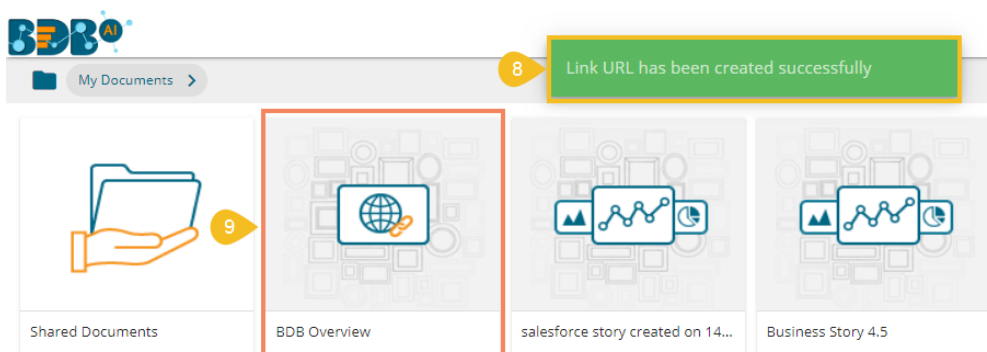 BDB AI
My Documents
8
Link URL has been created successfully
9
Shared Documents
BDB Overview
salesforce story created on 14...
Business Story 4.5